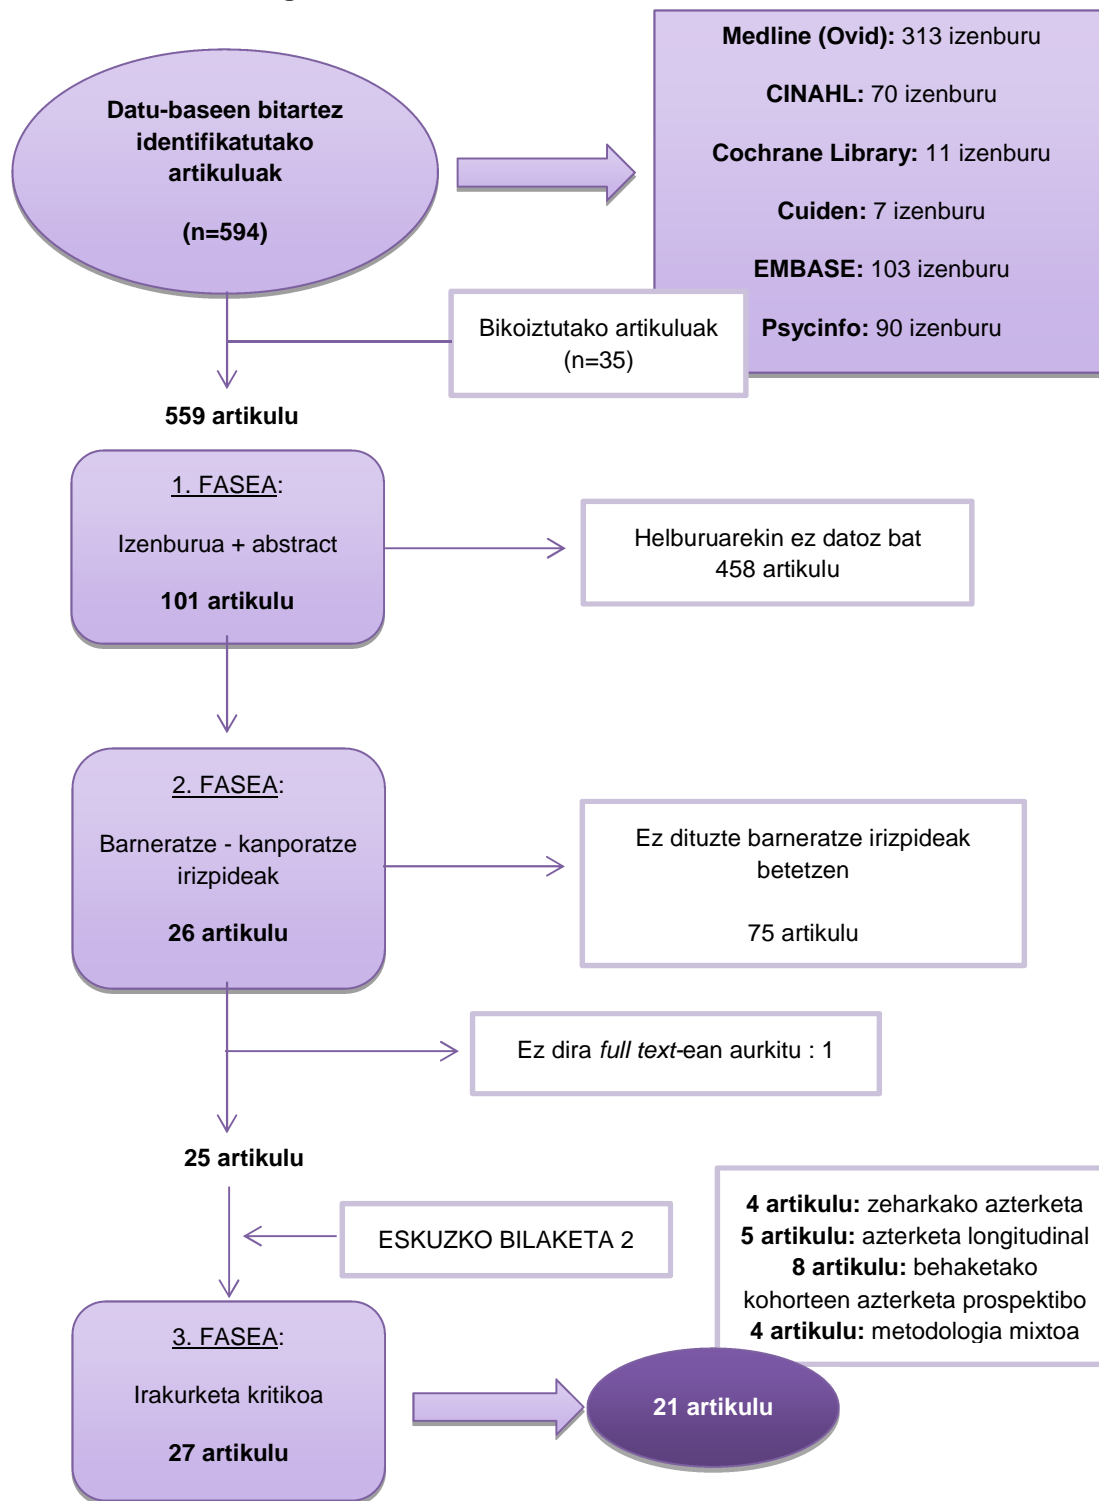 Datu-baseen bitartez
identifikatutako
artikuluak
(n=594)
Medline (Ovid): 313 izenburu
CINAHL: 70 izenburu
Cochrane Library: 11 izenburu
Cuiden: 7 izenburu
EMBASE: 103 izenburu
Psycinfo: 90 izenburu
Bikoiztutako artikuluak
(n=35)
559 artikulu
1. FASEA:
Izenburua + abstract
101 artikulu
Helburuarekin ez datoz bat
458 artikulu
2. FASEA:
Barneratze - kanporatze
irizpideak
26 artikulu
Ez dituzte barneratze irizpideak
betetzen
75 artikulu
Ez dira full text-ean aurkitu : 1
25 artikulu
ESKUZKO BILAKETA 2
4 artikulu: zeharkako azterketa
5 artikulu: azterketa longitudinal
8 artikulu: behaketako
kohorteen azterketa prospektibo
4 artikulu: metodologia mixtoa
3. FASEA:
Irakurketa kritikoa
27 artikulu
21 artikulu